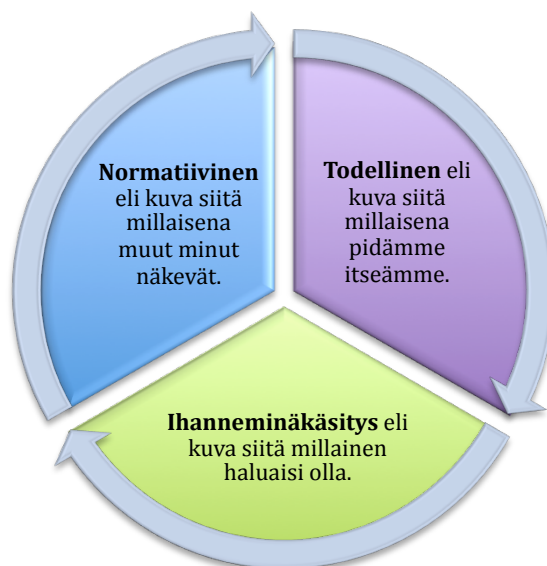 Normatiivinen
eli kuva siitä
millaisena
muut minut
näkevät.
Todellinen eli
kuva siitä
millaisena
pidämme
itseämme.
Ihanneminäkäsitys eli
kuva siitä millainen
haluaisi olla.